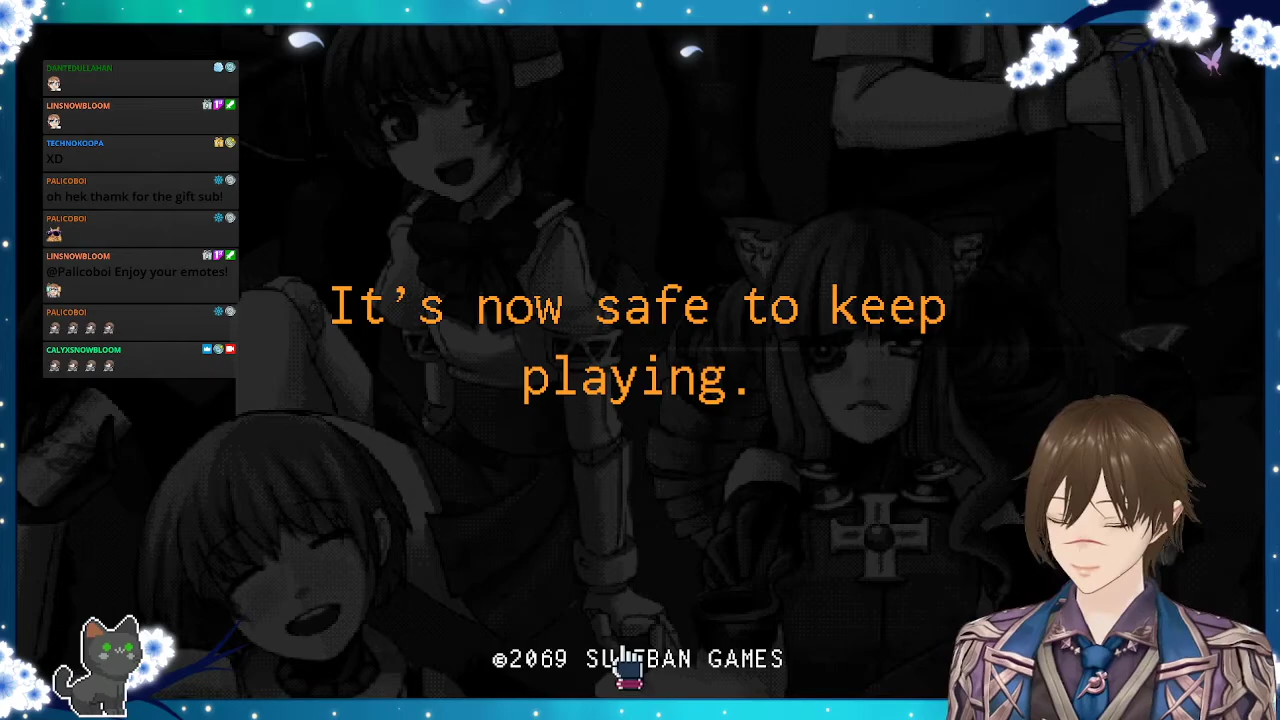 DANTEDULLAHAN
LINSNOWBLOOM
TECHNOKOOPA
XD
PALICOBOI
oh hek thamk for the gift sub!
PALICOBOI
LINSNOWBLOOM
@Palicoboi Enjoy your emotes!
PALICOBOI
CALYXSNOWBLOOM
It's now safe to keep
playing.
©2069 GAMES